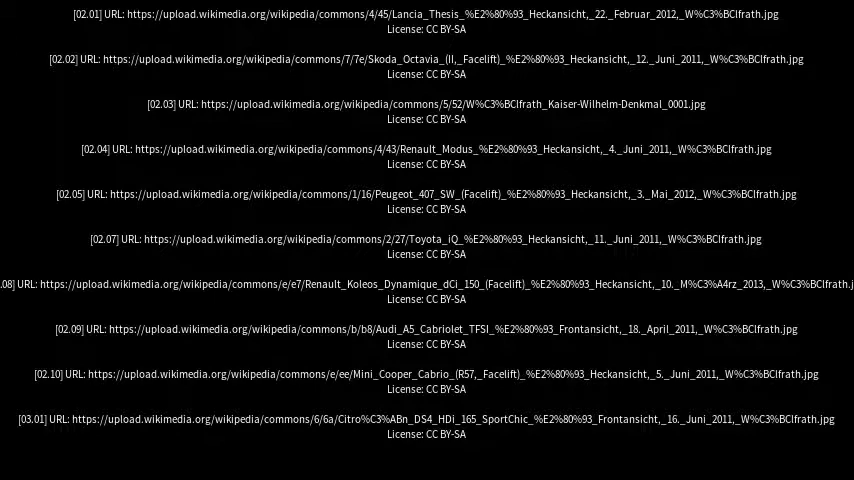 [02.01] URL: https://upload.wikimedia.org/wikipedia/commons/4/45/Lancia_Thesis_%E2%80%93_Heckansicht,_22._Februar_2012,_W%C3%BClfrath.jpg
License: CC BY-SA
[02.02] URL: https://upload.wikimedia.org/wikipedia/commons/7/7e/Skoda_Octavia_(II,_Facelift)_%E2%80%93_Heckansicht,_12._Juni_2011,_W%C3%BClfrath.jpg
License: CC BY-SA
[02.03] URL: https://upload.wikimedia.org/wikipedia/commons/5/52/W%C3%BClfrath_Kaiser-Wilhelm-Denkmal_0001.jpg
License: CC BY-SA
[02.04] URL: https://upload.wikimedia.org/wikipedia/commons/4/43/Renault_Modus_%E2%80%93_Heckansicht,_4._Juni_2011,_W%C3%BClfrath.jpg
License: CC BY-SA
[02.05] URL: https://upload.wikimedia.org/wikipedia/commons/1/16/Peugeot_407_SW_(Facelift)_%E2%80%93_Heckansicht,_3._Mai_2012,_W%C3%BClfrath.jpg
License: CC BY-SA
[02.07] URL: https://upload.wikimedia.org/wikipedia/commons/2/27/Toyota_iQ_%E2%80%93_Heckansicht,_11._Juni_2011,_W%C3%BClfrath.jpg
License: CC BY-SA
.08] URL: https://upload.wikimedia.org/wikipedia/commons/e/e7/Renault_Koleos_Dynamique_dCi_150_(Facelift)_%E2%80%93_Heckansicht,_10._M%C3%A4rz_2013,_W%C3%BClfrath.j
License: CC BY-SA
[02.09] URL: https://upload.wikimedia.org/wikipedia/commons/b/b8/Audi_A5_Cabriolet_TFSI_%E2%80%93_Frontansicht,_18._April_2011,_W%C3%BClfrath.jpg
License: CC BY-SA
[02.10] URL: https://upload.wikimedia.org/wikipedia/commons/e/ee/Mini_Cooper_Cabrio_(R57,_Facelift)_%E2%80%93_Heckansicht,_5._Juni_2011,_W%C3%BClfrath.jpg
License: CC BY-SA
[03.01] URL: https://upload.wikimedia.org/wikipedia/commons/6/6a/Citro%C3%ABn_DS4_HDi_165_SportChic_%E2%80%93_Frontansicht,_16._Juni_2011,_W%C3%BClfrath.jpg
License: CC BY-SA